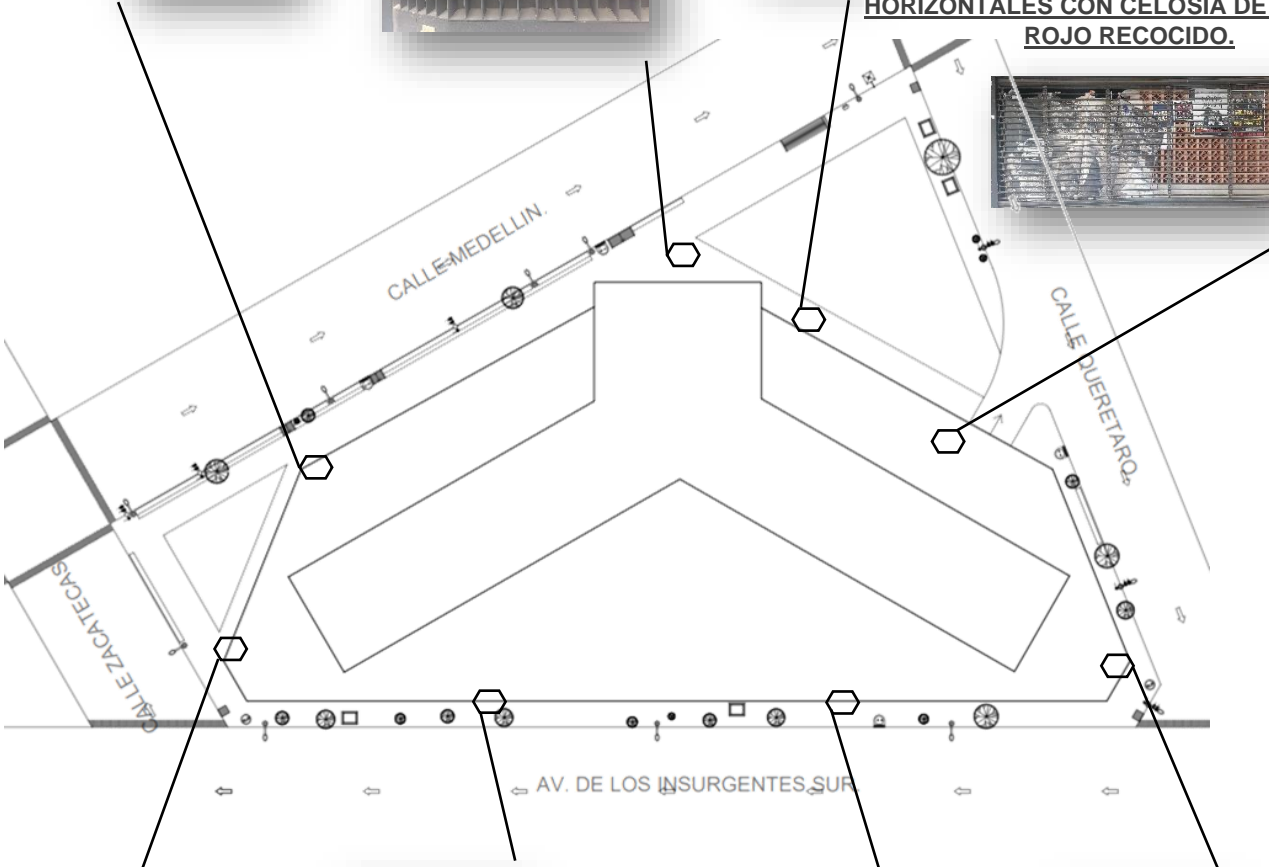 HORIZONTALES CON CELOSIA DE
ROJO RECOCIDO.
CALLE MEDELLIN.
CALLE QUERETARO.
CALLE ZACATECAS
AV. DE LOS INSURGENTES SUR.